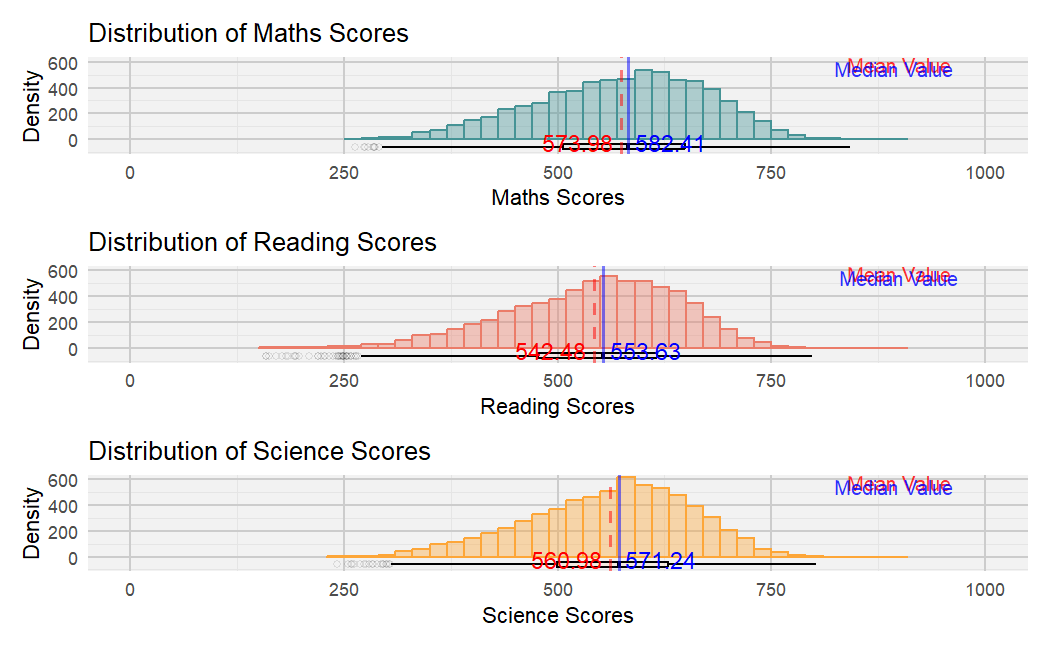 Distribution of Maths Scores
Density
600
400
200
0
Mean Value
Median Value
573.98
582.41
0 250 500 750 1000
Maths Scores
Distribution of Reading Scores
Density
600
400
200
0
Mean Value
Median Value
542.48
553.63
0 250 500 750 1000
Reading Scores
Distribution of Science Scores
Density
600
400
200
0
Mean Value
Median Value
560.98
571.24
0 250 500 750 1000
Science Scores